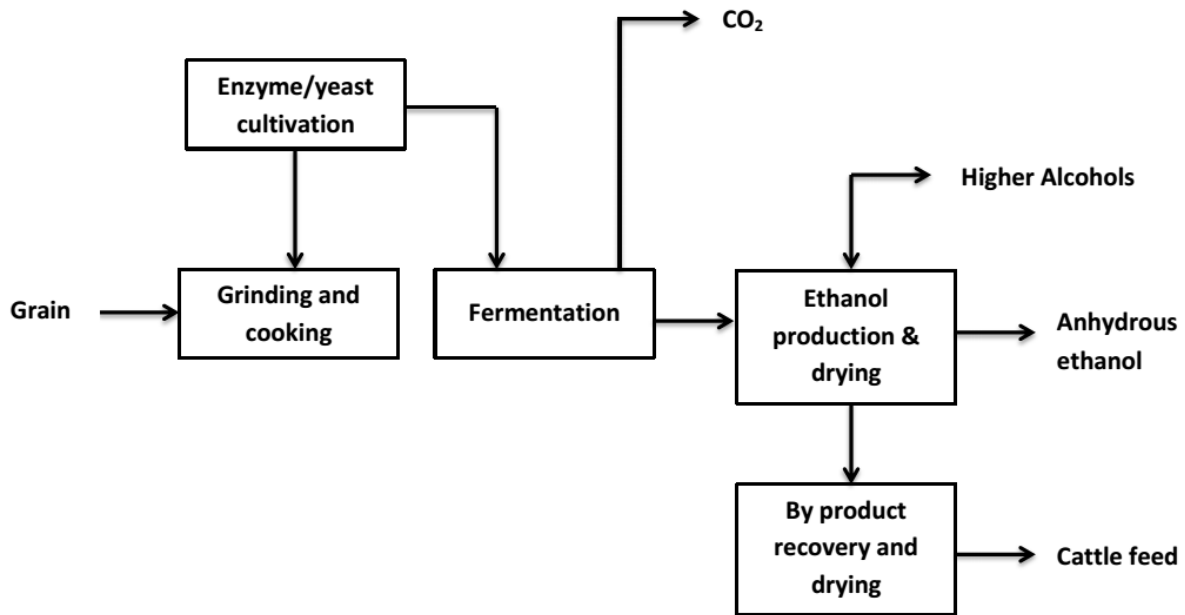 CO₂
Enzyme/yeast
cultivation
Higher Alcohols
Grain
Grinding and
cooking
Fermentation
Ethanol
production &
drying
Anhydrous
ethanol
By product
recovery and
drying
Cattle feed